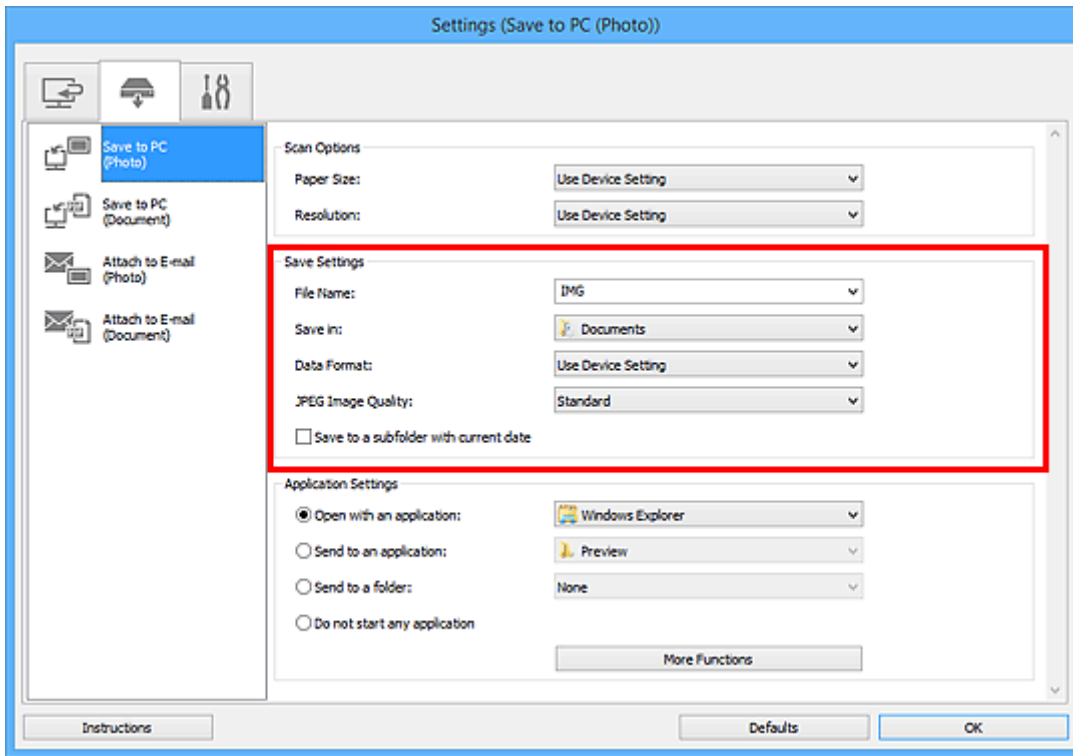 Settings (Save to PC (Photo))
Save to PC
(Photo)
Save to PC
(Document)
Attach to E-mail
(Photo)
Attach to E-mail
(Document)
Scan Options
Paper Size: Use Device Setting
Resolution: Use Device Setting
Save Settings
File Name: IMG
Save in: Documents
Data Format: Use Device Setting
JPEG Image Quality: Standard
Save to a subfolder with current date
Application Settings
Open with an application: Windows Explorer
Send to an application: Preview
Send to a folder: None
Do not start any application
More Functions
Instructions Defaults OK